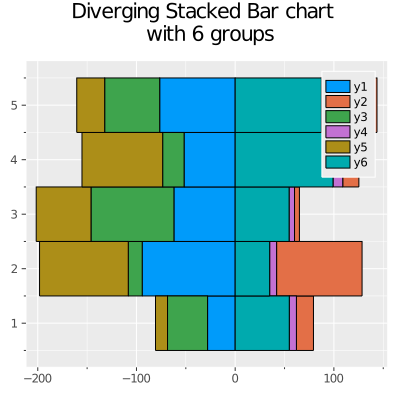 Diverging Stacked Bar chart
with 6 groups
5
4
3
2
1
y1
y2
y3
y4
y5
y6
−200
−100
0
100